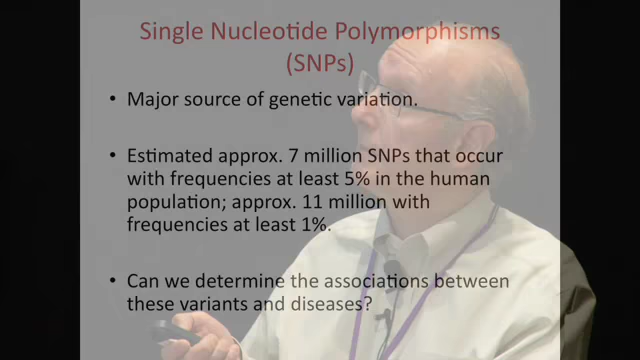 Single Nucleotide Polymorphisms
(SNPs)
• Major source of genetic variation.
• Estimated approx. 7 million SNPs that occur
with frequencies at least 5% in the human
population; approx. 11 million with
frequencies at least 1%.
• Can we determine the associations between
these variants and diseases?